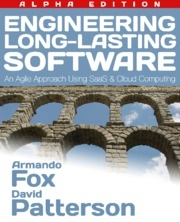 ALPHA EDITION
ENGINEERING
LONG-LASTING
SOFTWARE
An Agile Approach Using SaaS & Cloud Computing
Armando
Fox
David
Patterson